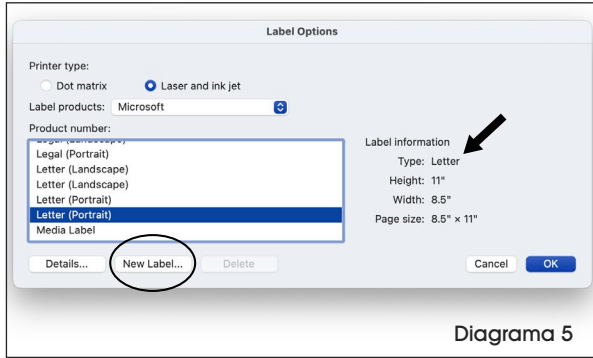 Label Options
Printer type:
Dot matrix
Laser and ink jet
Label products: Microsoft
Product number:
Legal (Landscape)
Legal (Portrait)
Letter (Landscape)
Letter (Landscape)
Letter (Portrait)
Letter (Portrait)
Media Label
Label information
Type: Letter
Height: 11"
Width: 8.5"
Page size: 8.5" × 11"
Details...
New Label...
Delete
Cancel
OK
Diagrama 5